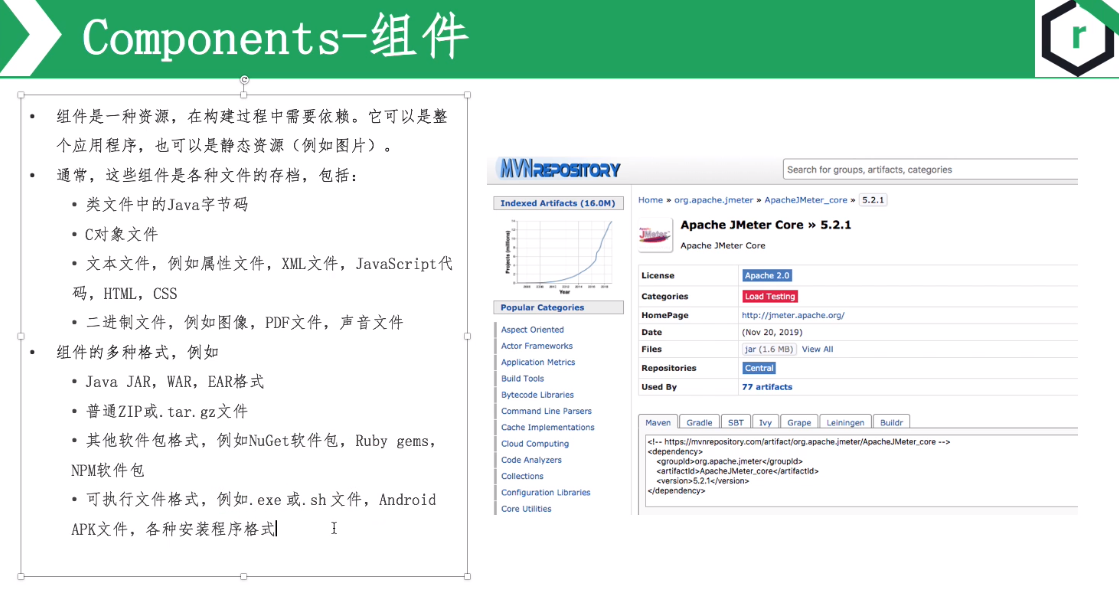 Components-组件
r
• 组件是一种资源，在构建过程中需要依赖。它可以是整
个应用程序，也可以是静态资源（例如图片）。
• 通常，这些组件是各种文件的存档，包括：
• 类文件中的Java字节码
• C对象文件
• 文本文件，例如属性文件，XML文件，JavaScript代
码，HTML，CSS
• 二进制文件，例如图像，PDF文件，声音文件
• 组件的多种格式，例如
• Java JAR，WAR，EAR格式
• 普通ZIP或.tar.gz文件
• 其他软件包格式，例如NuGet软件包，Ruby gems，
NPM软件包
• 可执行文件格式，例如.exe 或.sh 文件，Android
APK文件，各种安装程序格式
MVNREPOSITORY
Search for groups, artifacts, categories
Indexed Artifacts (16.0M)
Projects (millions)
Year
Popular Categories
Aspect Oriented
Actor Frameworks
Application Metrics
Build Tools
Bytecode Libraries
Command Line Parsers
Cache Implementations
Cloud Computing
Code Analyzers
Collections
Configuration Libraries
Core Utilities
Home » org.apache.jmeter » ApacheJMeter_core » 5.2.1
Apache JMeter Core » 5.2.1
Apache JMeter Core
License Apache 2.0
Categories Load Testing
HomePage http://jmeter.apache.org/
Date (Nov 20, 2019)
Files jar (1.6 MB) View All
Repositories Central
Used By 77 artifacts
Maven Gradle SBT Ivy Grape Leiningen Buildr
<!-- https://mvnrepository.com/artifact/org.apache.jmeter/ApacheJMeter_core -->
<dependency>
<groupId>org.apache.jmeter</groupId>
<artifactId>ApacheJMeter_core</artifactId>
<version>5.2.1</version>
</dependency>